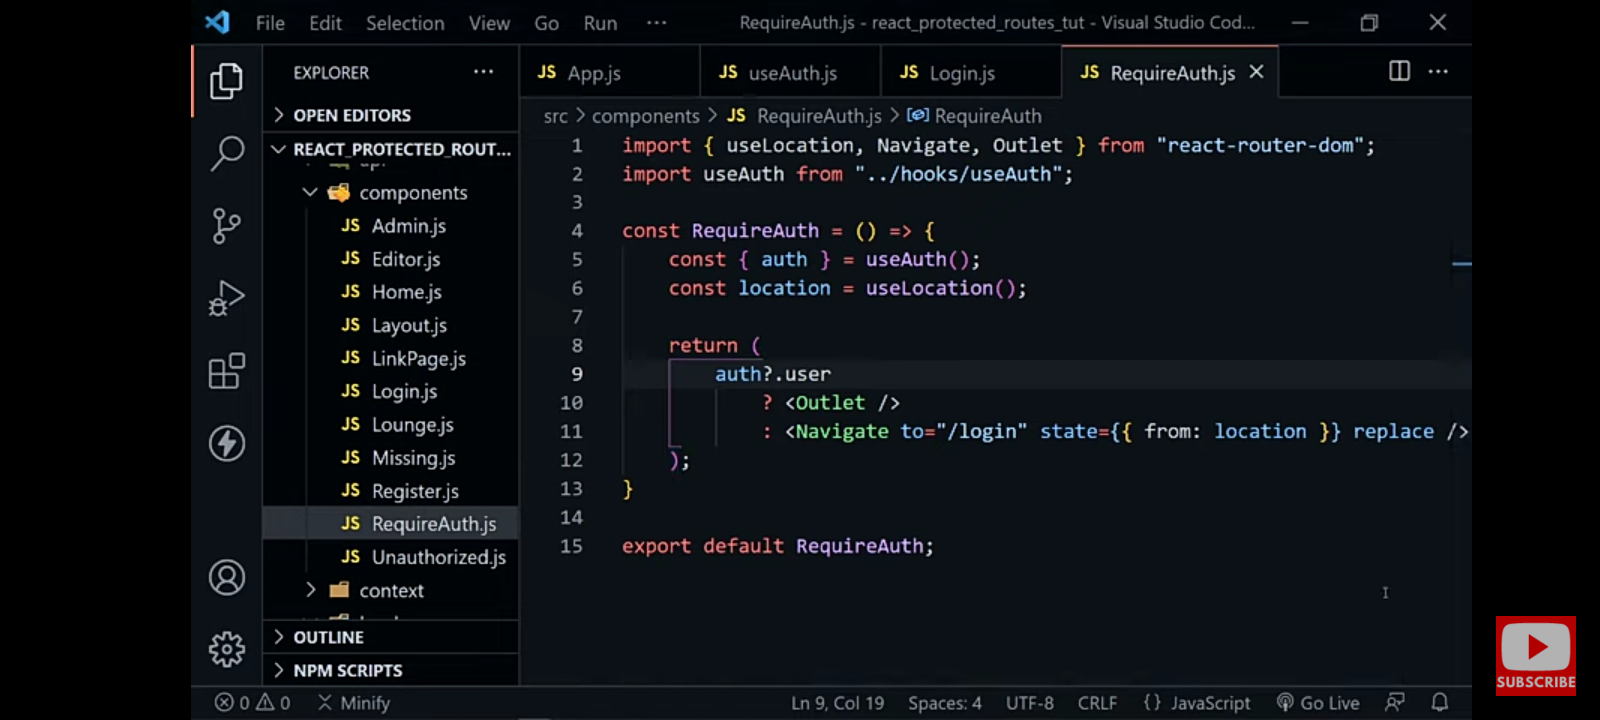 File Edit Selection View Go Run ··· RequireAuth.js - react_protected_routes_tut - Visual Studio Cod...
EXPLORER ···
OPEN EDITORS
REACT_PROTECTED_ROUT...
components
JS Admin.js
JS Editor.js
JS Home.js
JS Layout.js
JS LinkPage.js
JS Login.js
JS Lounge.js
JS Missing.js
JS Register.js
JS RequireAuth.js
JS Unauthorized.js
context
OUTLINE
NPM SCRIPTS
JS App.js JS useAuth.js JS Login.js JS RequireAuth.js
src > components > JS RequireAuth.js > RequireAuth
1 import { useLocation, Navigate, Outlet } from "react-router-dom";
2 import useAuth from "../hooks/useAuth";
3
4 const RequireAuth = () => {
5 const { auth } = useAuth();
6 const location = useLocation();
7
8 return (
9 auth?.user
10 ? <Outlet />
11 : <Navigate to="/login" state={{ from: location }} replace />
12 );
13 }
14
15 export default RequireAuth;
0 0 Minify Ln 9, Col 19 Spaces: 4 UTF-8 CRLF {} JavaScript Go Live
SUBSCRIBE